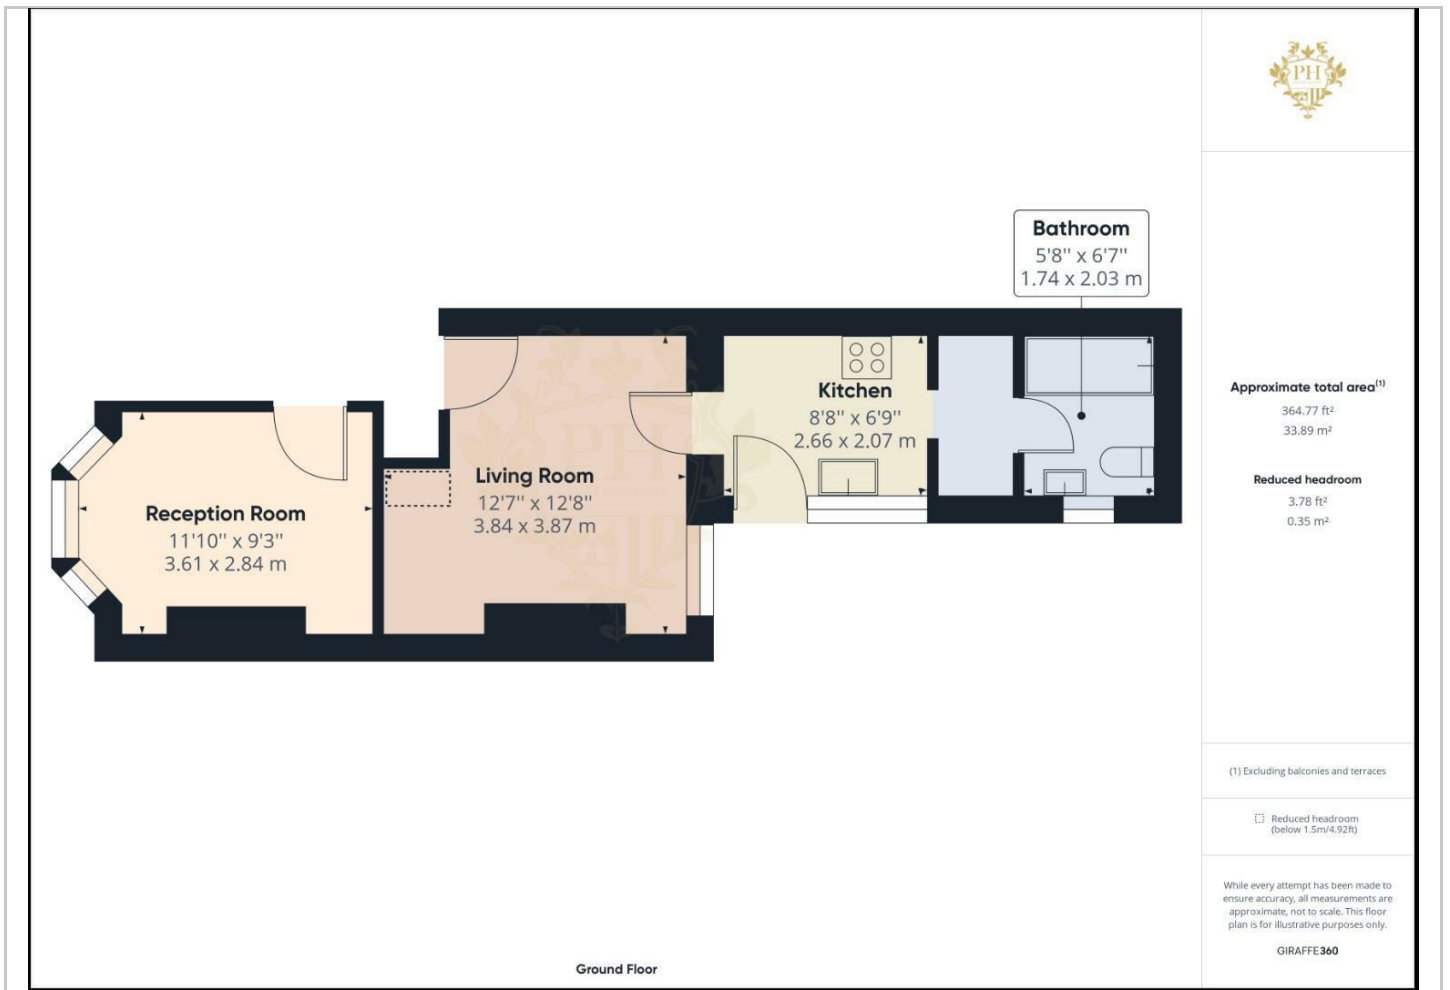 PH
Bathroom
5'8" x 6'7"
1.74 x 2.03 m
Kitchen
8'8" x 6'9"
2.66 x 2.07 m
Living Room
12'7" x 12'8"
3.84 x 3.87 m
Reception Room
11'10" x 9'3"
3.61 x 2.84 m
PH
Ground Floor
Approximate total area(1)
364.77 ft²
33.89 m²
Reduced headroom
3.78 ft²
0.35 m²
(1) Excluding balconies and terraces
Reduced headroom
(below 1.5m/4.92ft)
While every attempt has been made to
ensure accuracy, all measurements are
approximate, not to scale. This floor
plan is for illustrative purposes only.
GIRAFFE360